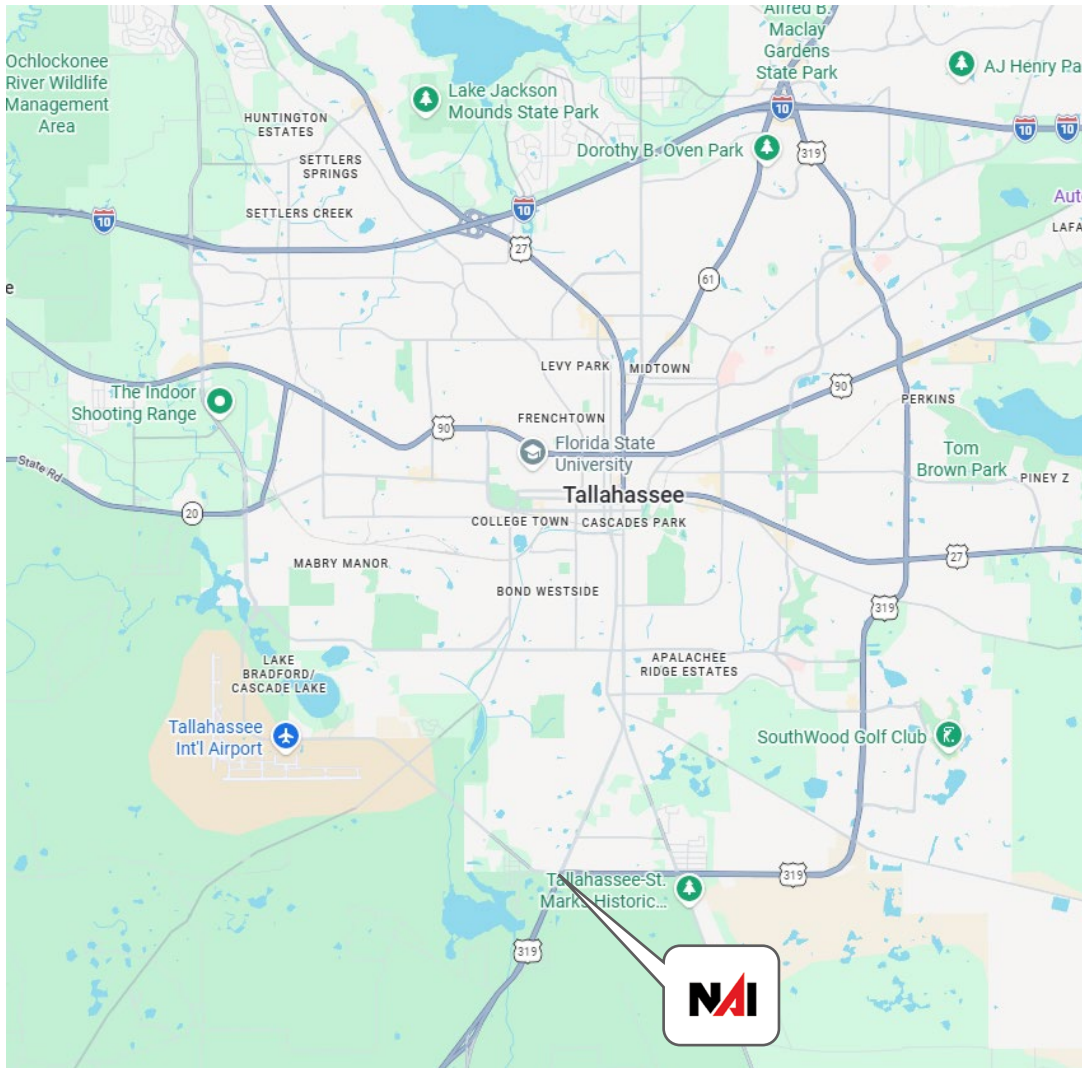 Alfred B.
Maclay
Gardens
State Park
Ochlockonee
River Wildlife
Management
Area
AJ Henry Pa
Lake Jackson
Mounds State Park
10
HUNTINGTON
ESTATES
10
10
Dorothy B. Oven Park
319
SETTLERS
SPRINGS
Aut
SETTLERS CREEK
10
10
LAFA
27
61
e
LEVY PARK
MIDTOWN
90
The Indoor
Shooting Range
PERKINS
FRENCHTOWN
90
Florida State
University
Tom
Brown Park
State Rd
PINEY Z
Tallahassee
20
COLLEGE TOWN
CASCADES PARK
27
MABRY MANOR
BOND WESTSIDE
319
LAKE
BRADFORD/
CASCADE LAKE
APALACHEE
RIDGE ESTATES
Tallahassee
Int'l Airport
SouthWood Golf Club
Tallahassee-St.
Marks Historic...
319
319
NAI